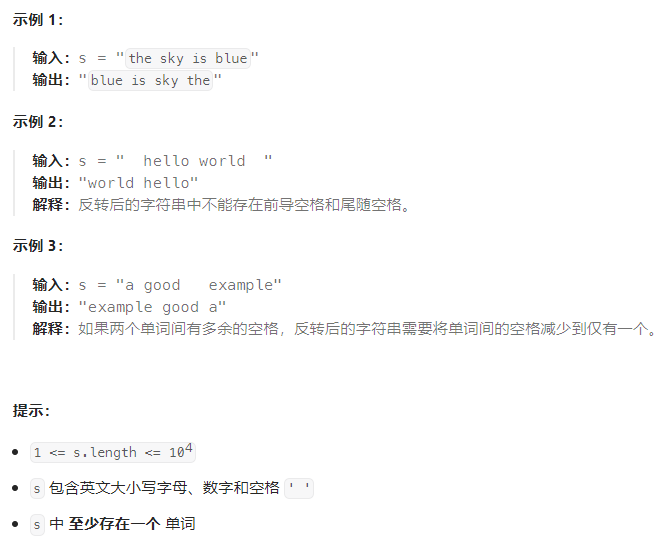 示例 1：
输入：s = "the sky is blue"
输出："blue is sky the"
示例 2：
输入：s = "  hello world  "
输出："world hello"
解释：反转后的字符串中不能存在前导空格和尾随空格。
示例 3：
输入：s = "a good   example"
输出："example good a"
解释：如果两个单词间有多余的空格，反转后的字符串需要将单词间的空格减少到仅有一个。
提示：
1 <= s.length <= 10⁴
s 包含英文大小写字母、数字和空格 ' '
s 中 至少存在一个 单词